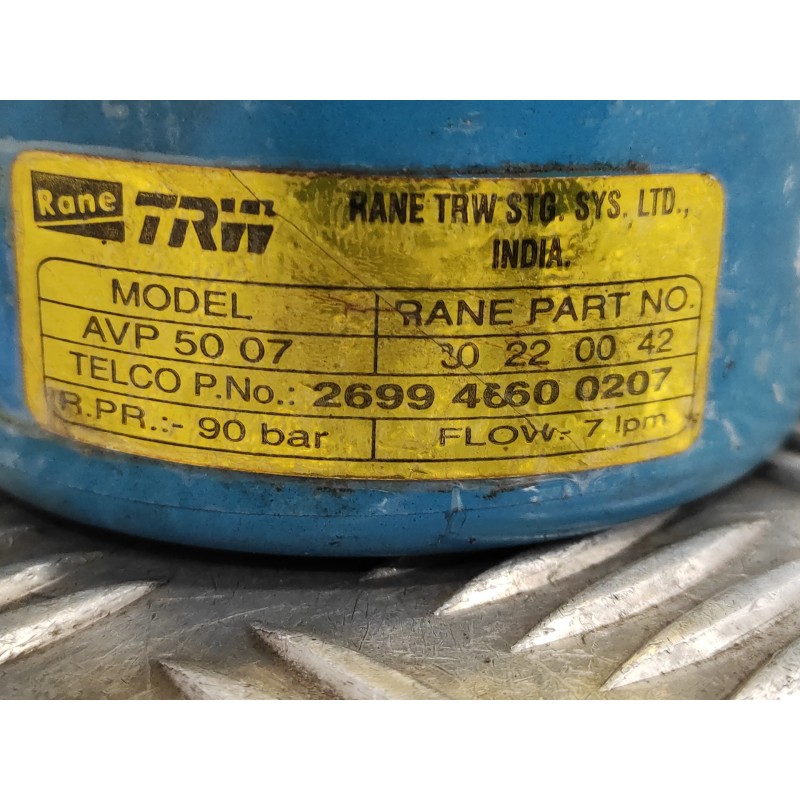 Rane TRW RANE TRW STG. SYS. LTD.,
INDIA.
MODEL RANE PART NO.
AVP 50 07 30 22 00 42
TELCO P.No.: 2699 4660 0207
R.PR.:- 90 bar FLOW:- 7 lpm